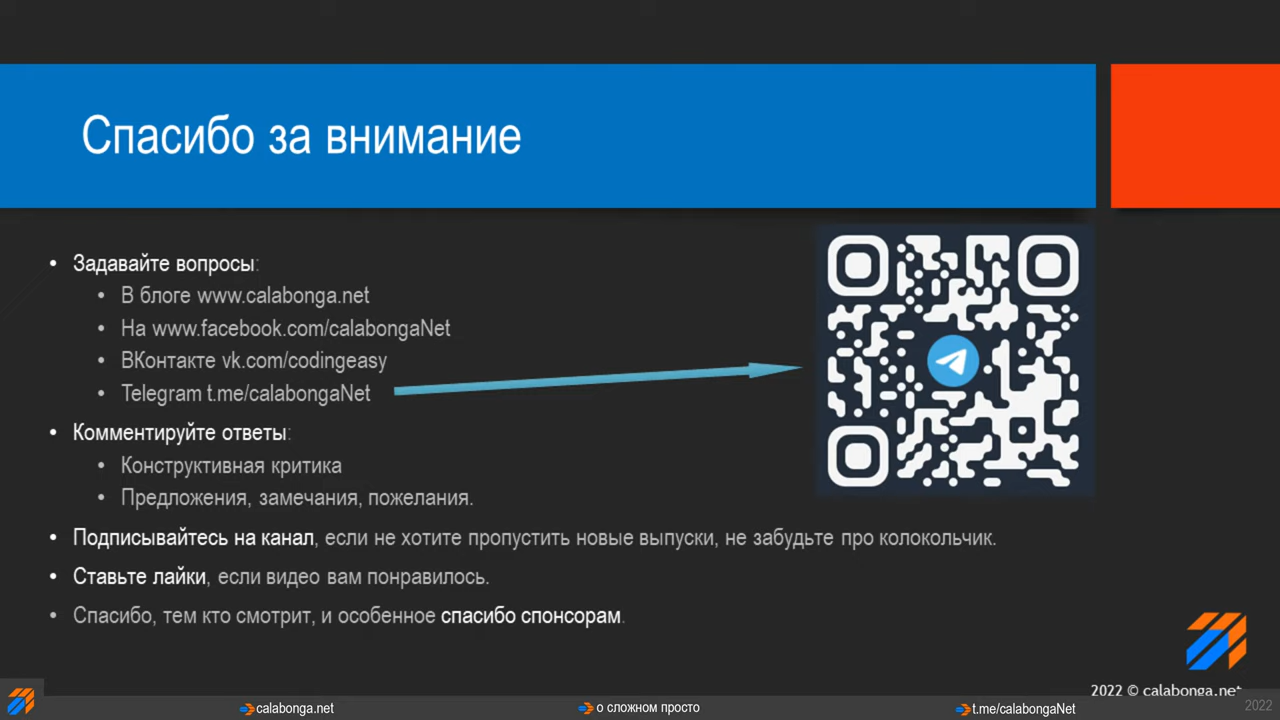 Спасибо за внимание
Задавайте вопросы:
В блоге www.calabonga.net
На www.facebook.com/calabongaNet
ВКонтакте vk.com/codingeasy
Telegram t.me/calabongaNet
Комментируйте ответы:
Конструктивная критика
Предложения, замечания, пожелания.
Подписывайтесь на канал, если не хотите пропустить новые выпуски, не забудьте про колокольчик.
Ставьте лайки, если видео вам понравилось.
Спасибо, тем кто смотрит, и особенное спасибо спонсорам.
2022 © calabonga.net
calabonga.net
о сложном просто
t.me/calabongaNet
2022